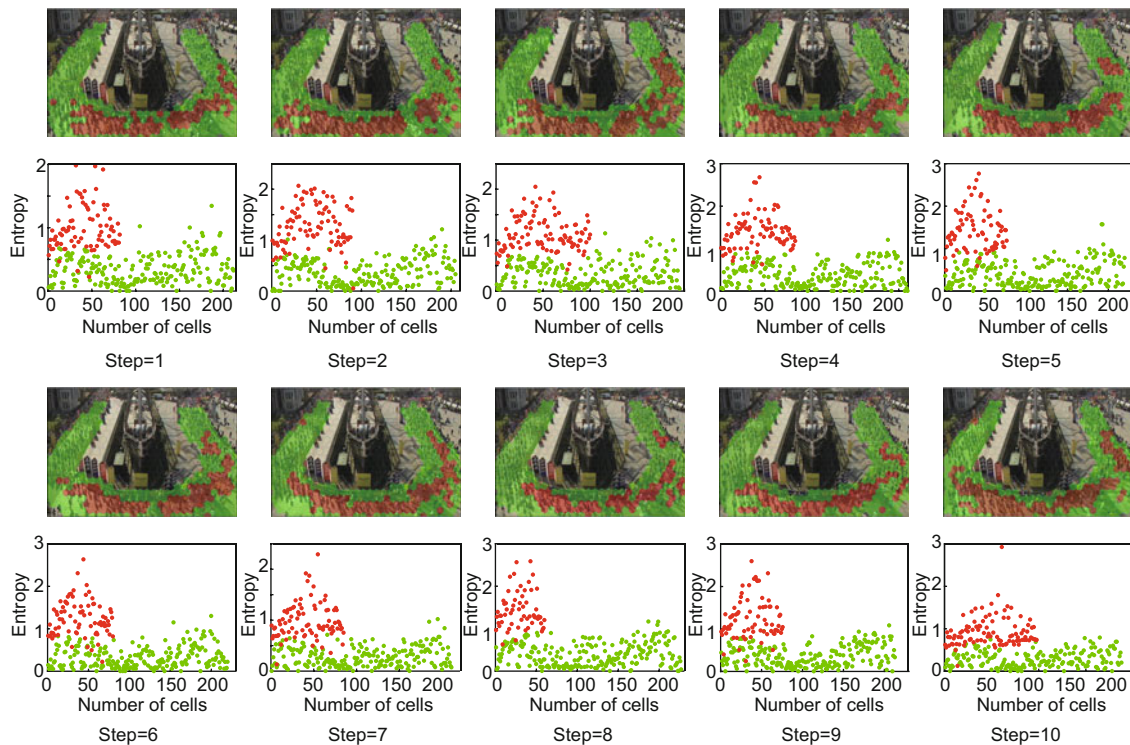 2 2 2 3 3
Entropy Entropy Entropy Entropy Entropy
1 1 1 2 2
1 1
0 0 0 0 0
0 50 100 150 200 0 50 100 150 200 0 50 100 150 200 0 50 100 150 200 0 50 100 150 200
Number of cells Number of cells Number of cells Number of cells Number of cells
Step=1 Step=2 Step=3 Step=4 Step=5
3 2 3 3 3
Entropy Entropy Entropy Entropy Entropy
2 1 2 2 2
1 1 1 1
0 0 0 0 0
0 50 100 150 200 0 50 100 150 200 0 50 100 150 200 0 50 100 150 200 0 50 100 150 200
Number of cells Number of cells Number of cells Number of cells Number of cells
Step=6 Step=7 Step=8 Step=9 Step=10